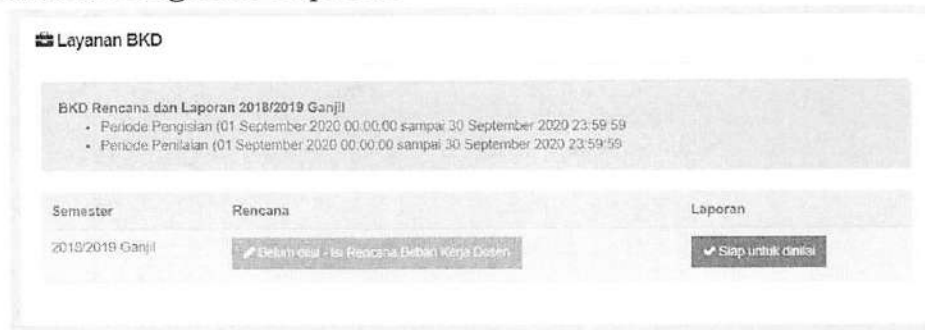 Layanan BKD
BKD Rencana dan Laporan 2018/2019 Ganjil
Periode Pengisian (01 September 2020 00:00:00 sampai 30 September 2020 23:59:59
Periode Penilaian (01 September 2020 00:00:00 sampai 30 September 2020 23:59:59
Semester Rencana Laporan
2018/2019 Ganjil Belum diisi - Isi Rencana Beban Kerja Dosen Siap untuk dinilai